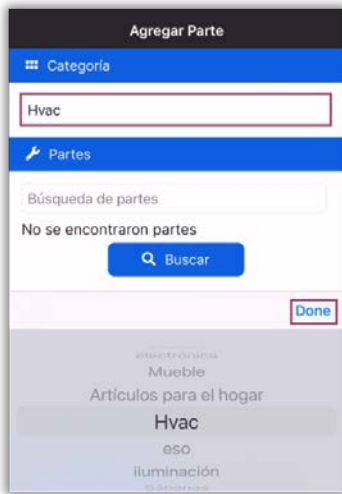 Agregar Parte
Categoría
Hvac
Partes
Búsqueda de partes
No se encontraron partes
Buscar
Done
electrónica
Mueble
Artículos para el hogar
Hvac
eso
iluminación